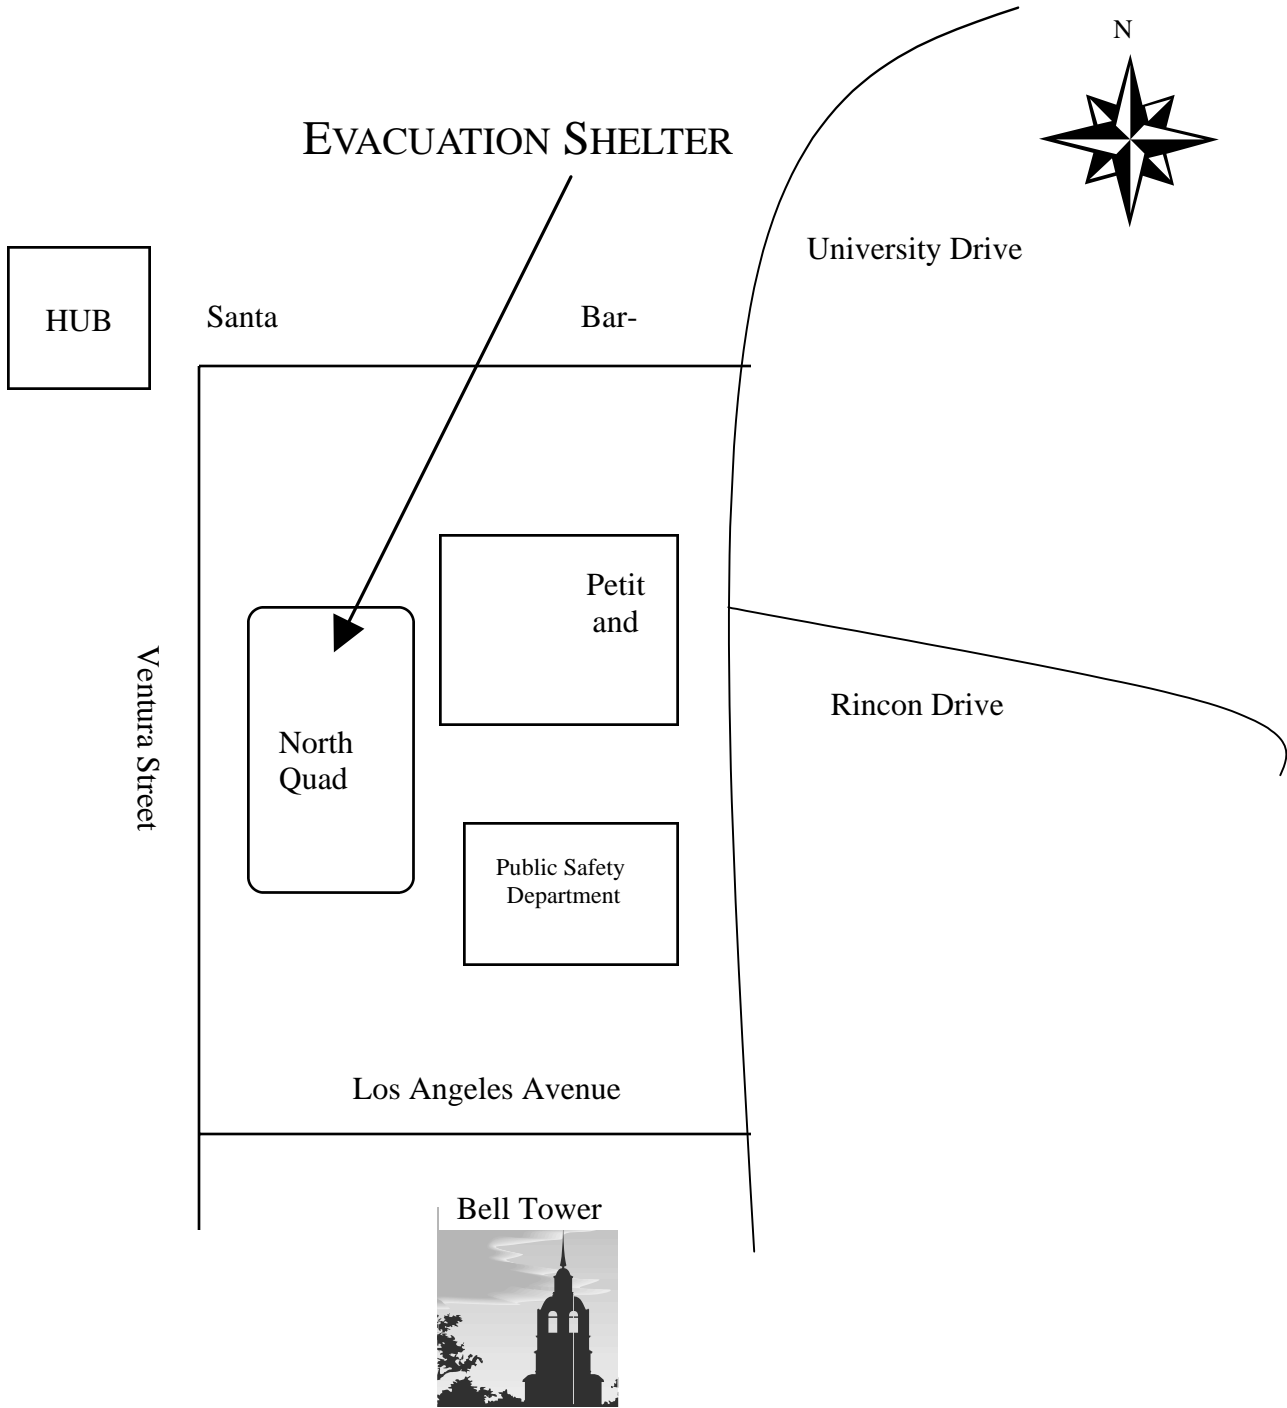 N
EVACUATION SHELTER
University Drive
HUB
Santa Bar-
Petit
and
Ventura Street
Rincon Drive
North
Quad
Public Safety
Department
Los Angeles Avenue
Bell Tower